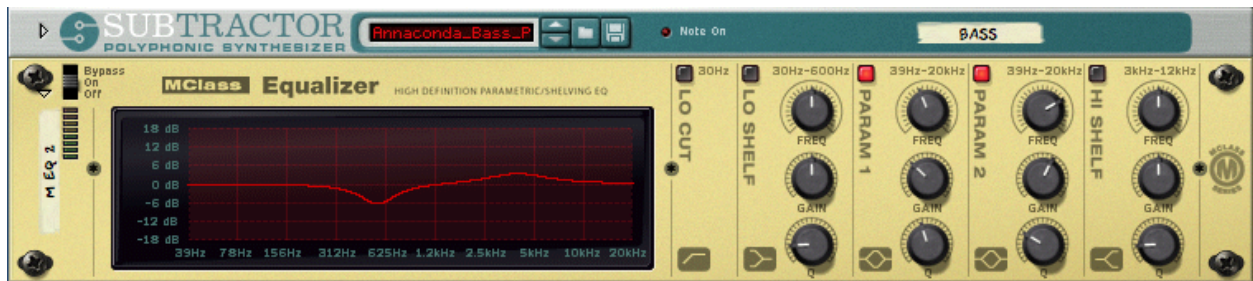 SUBTRACTOR
POLYPHONIC SYNTHESIZER
Annaconda_Bass_P
Note On
BASS
Bypass
On
Off
MClass Equalizer
HIGH DEFINITION PARAMETRIC/SHELVING EQ
M EQ 2
18 dB
12 dB
6 dB
0 dB
-6 dB
-12 dB
-18 dB
39Hz 78Hz 156Hz 312Hz 625Hz 1.2kHz 2.5kHz 5kHz 10kHz 20kHz
30Hz
LO CUT
30Hz-600Hz
LO SHELF
FREQ
GAIN
Q
39Hz-20kHz
PARAM 1
FREQ
GAIN
Q
39Hz-20kHz
PARAM 2
FREQ
GAIN
Q
3kHz-12kHz
HI SHELF
FREQ
GAIN
Q
MCLASS
M
SERIES